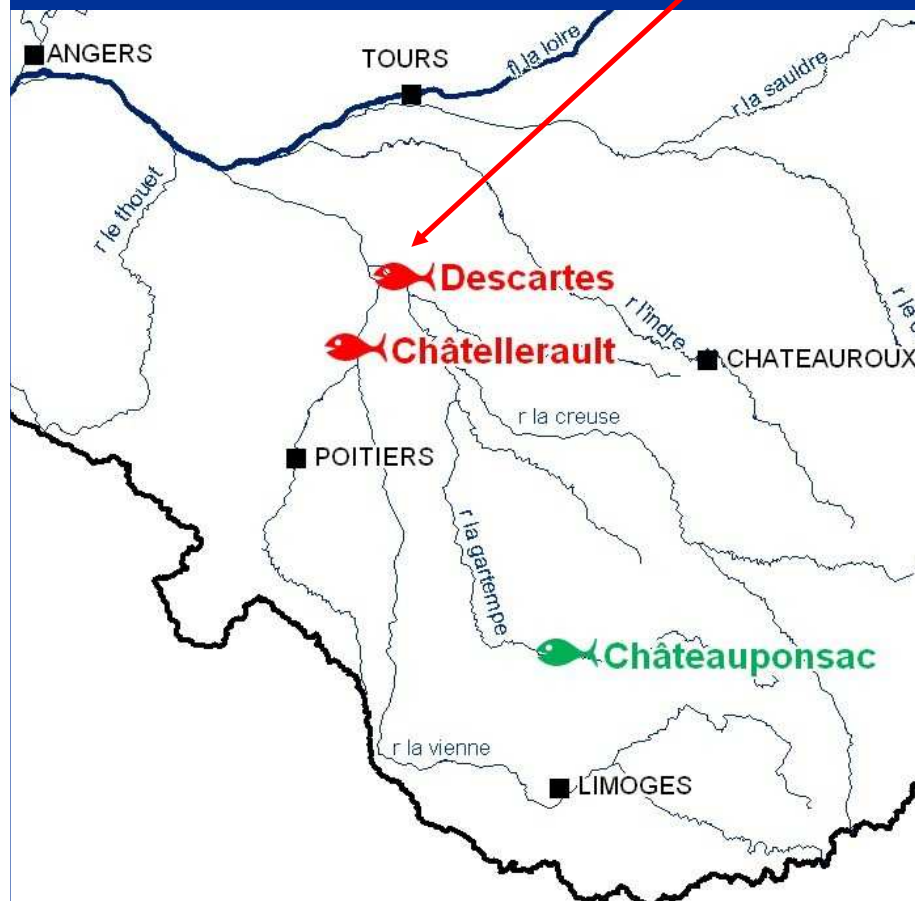 ANGERS
TOURS
fl la loire
r la sauldre
r le thouet
Descartes
r l'indre
r le
Châtellerault
CHATEAUROUX
r la creuse
POITIERS
r la gartempe
Châteauponsac
r la vienne
LIMOGES